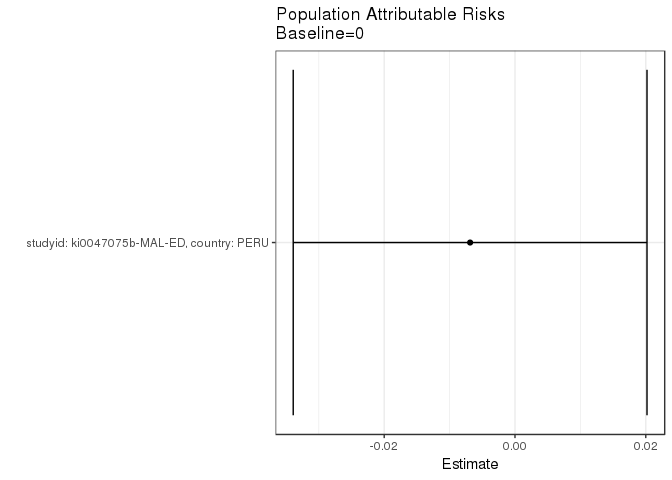 Population Attributable Risks
Baseline=0
studyid: ki0047075b-MAL-ED, country: PERU
-0.02
0.00
0.02
Estimate